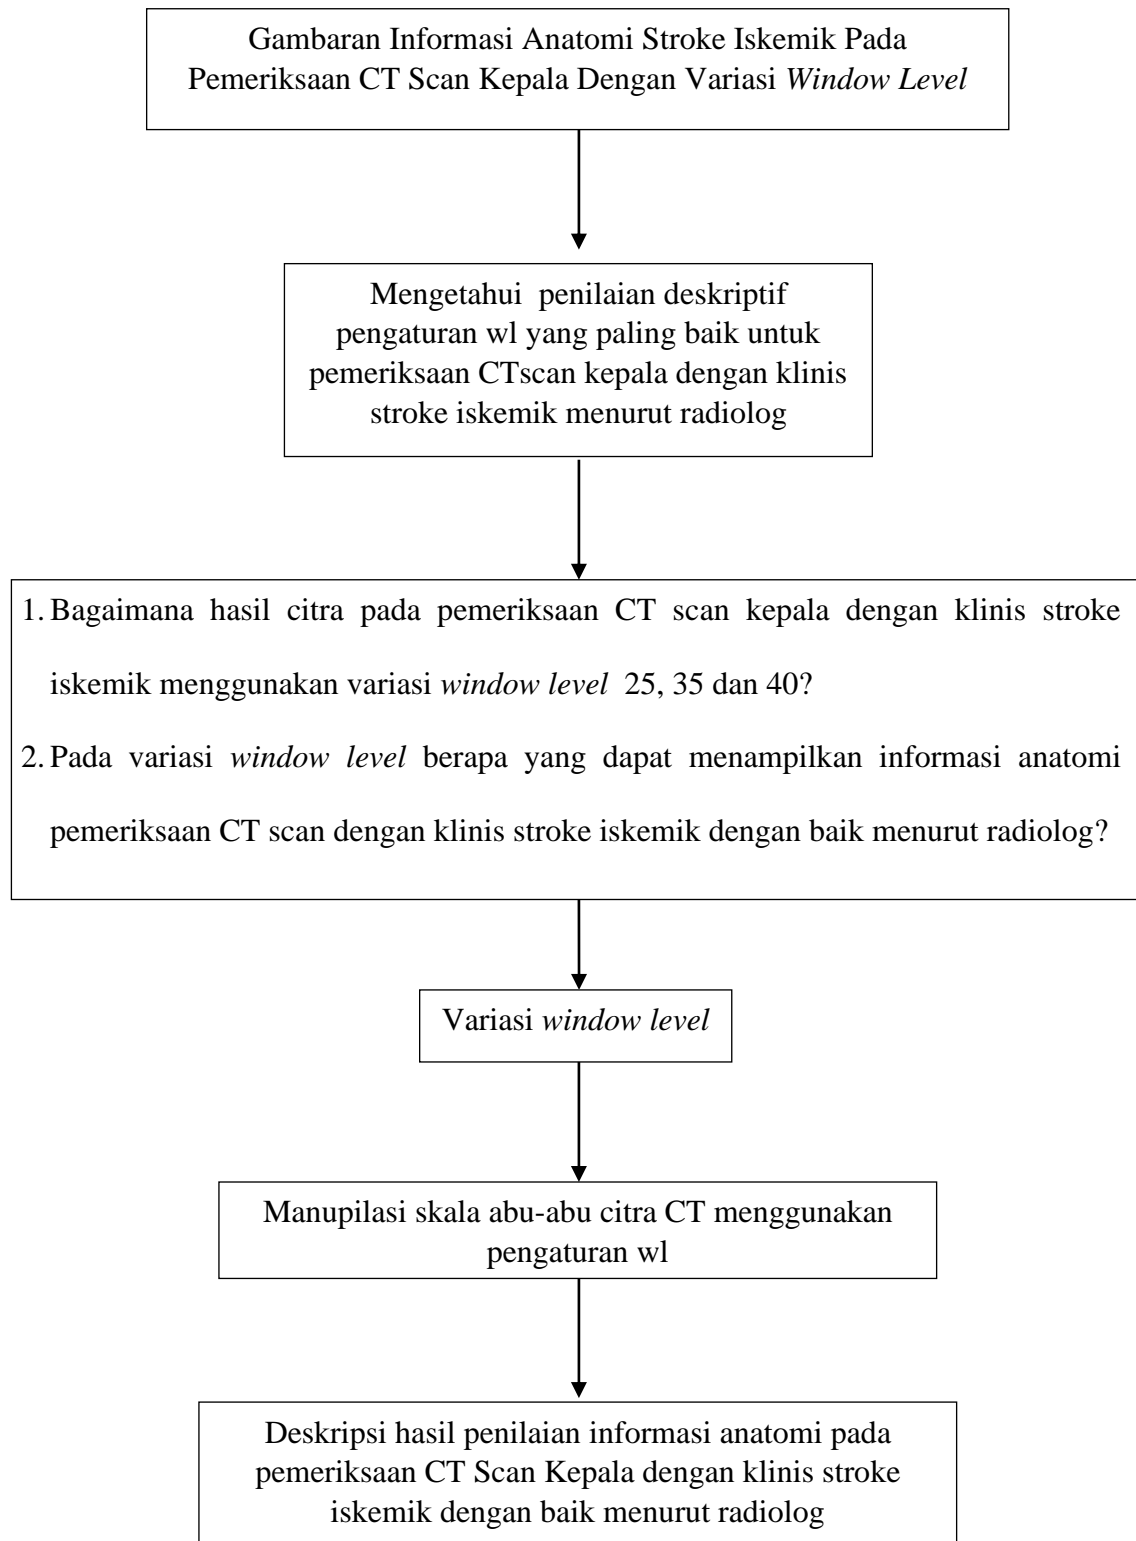 Gambaran Informasi Anatomi Stroke Iskemik Pada
Pemeriksaan CT Scan Kepala Dengan Variasi Window Level
Mengetahui penilaian deskriptif
pengaturan wl yang paling baik untuk
pemeriksaan CTscan kepala dengan klinis
stroke iskemik menurut radiolog
1. Bagaimana hasil citra pada pemeriksaan CT scan kepala dengan klinis stroke
iskemik menggunakan variasi window level 25, 35 dan 40?
2. Pada variasi window level berapa yang dapat menampilkan informasi anatomi
pemeriksaan CT scan dengan klinis stroke iskemik dengan baik menurut radiolog?
Variasi window level
Manupilasi skala abu-abu citra CT menggunakan
pengaturan wl
Deskripsi hasil penilaian informasi anatomi pada
pemeriksaan CT Scan Kepala dengan klinis stroke
iskemik dengan baik menurut radiolog